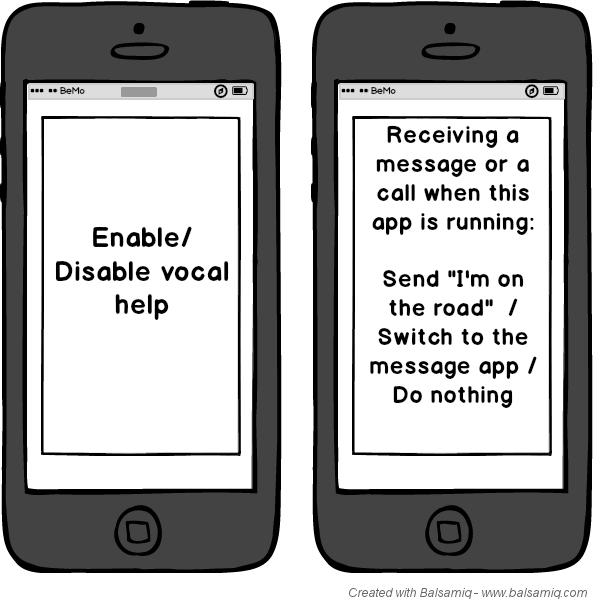 BeMo
Enable/
Disable vocal
help
BeMo
Receiving a
message or a
call when this
app is running:
Send "I'm on
the road" /
Switch to the
message app /
Do nothing
Created with Balsamiq - www.balsamiq.com